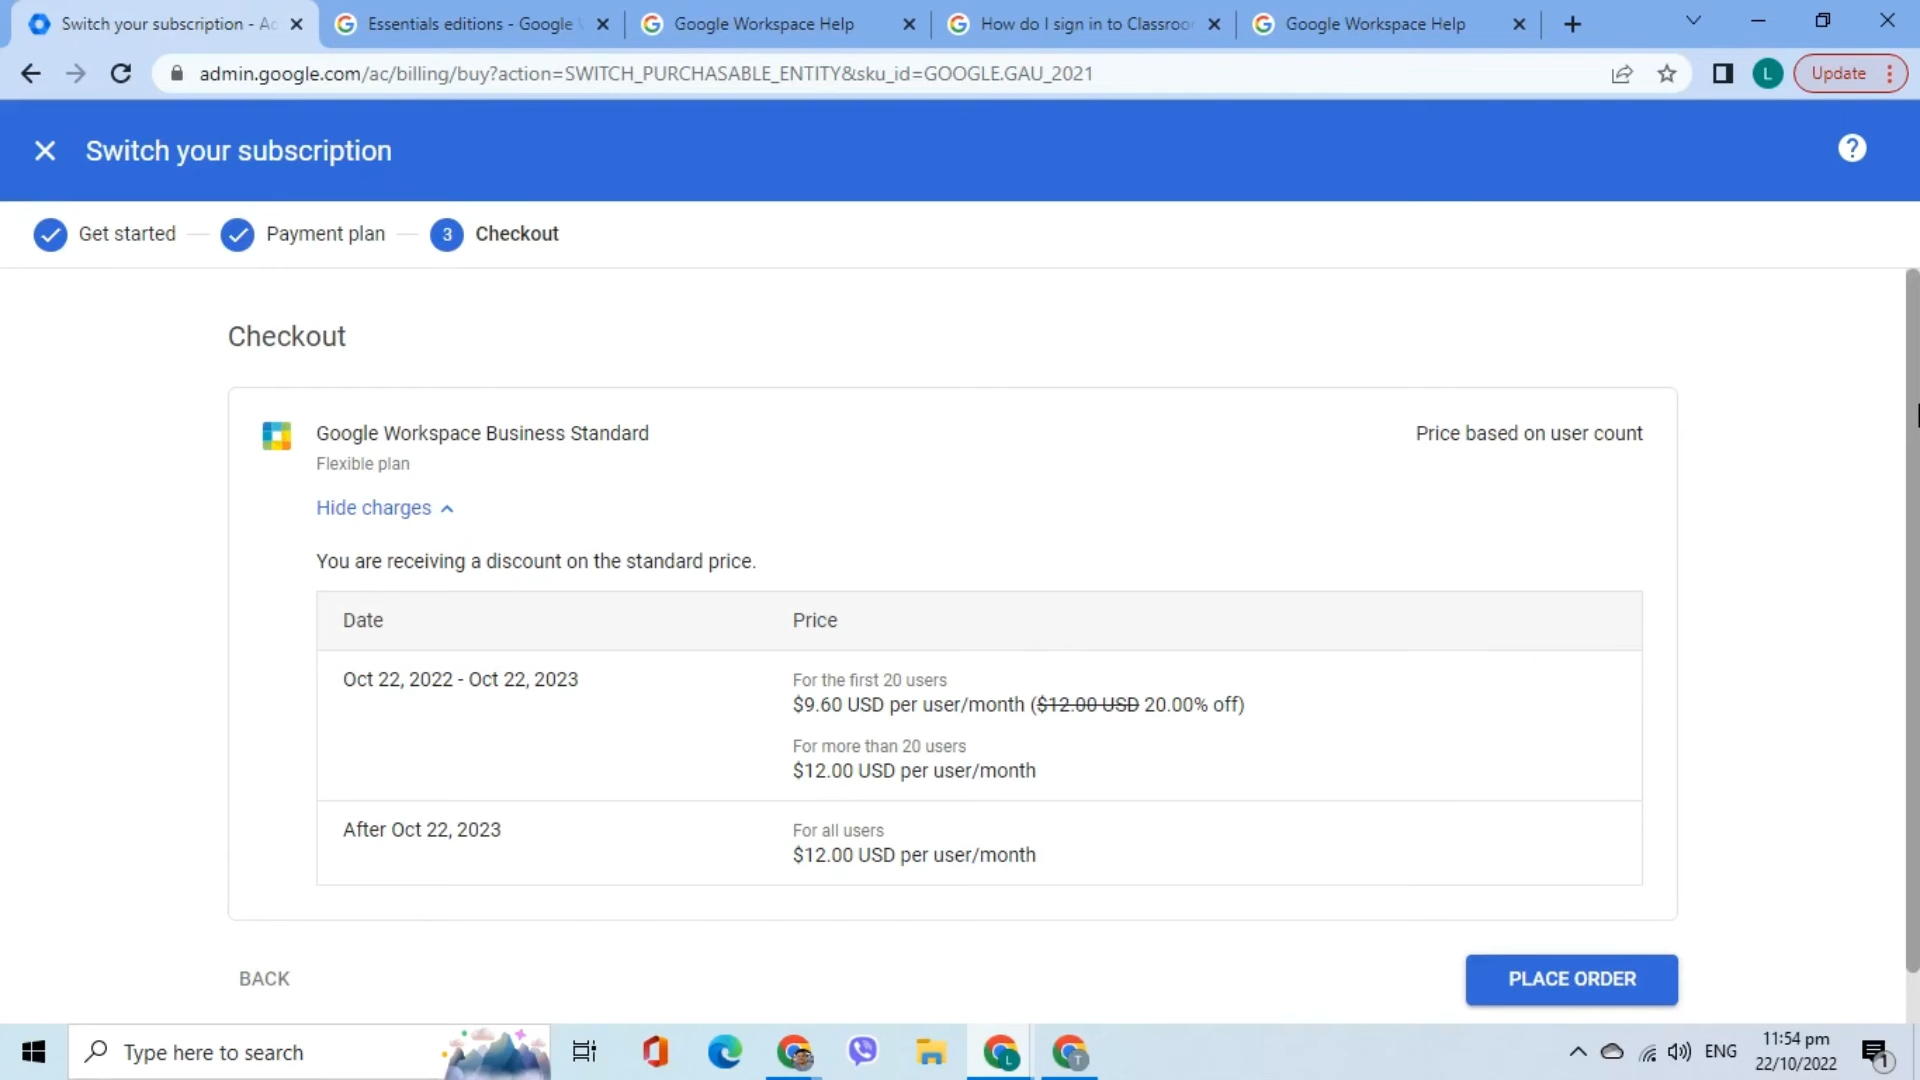 Switch your subscription - Ac
Essentials editions - Google
Google Workspace Help
How do I sign in to Classroo
Google Workspace Help
admin.google.com/ac/billing/buy?action=SWITCH_PURCHASABLE_ENTITY&sku_id=GOOGLE.GAU_2021
L
Update
Switch your subscription
?
Get started
Payment plan
3
Checkout
Checkout
Google Workspace Business Standard
Price based on user count
Flexible plan
Hide charges
You are receiving a discount on the standard price.
Date
Price
Oct 22, 2022 - Oct 22, 2023
For the first 20 users
$9.60 USD per user/month ($12.00 USD 20.00% off)
For more than 20 users
$12.00 USD per user/month
After Oct 22, 2023
For all users
$12.00 USD per user/month
BACK
PLACE ORDER
Type here to search
L
T
ENG
11:54 pm
22/10/2022
1